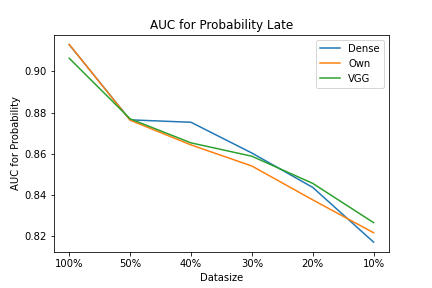 AUC for Probability Late
Dense
Own
VGG
AUC for Probability
0.90
0.88
0.86
0.84
0.82
100% 50% 40% 30% 20% 10%
Datasize